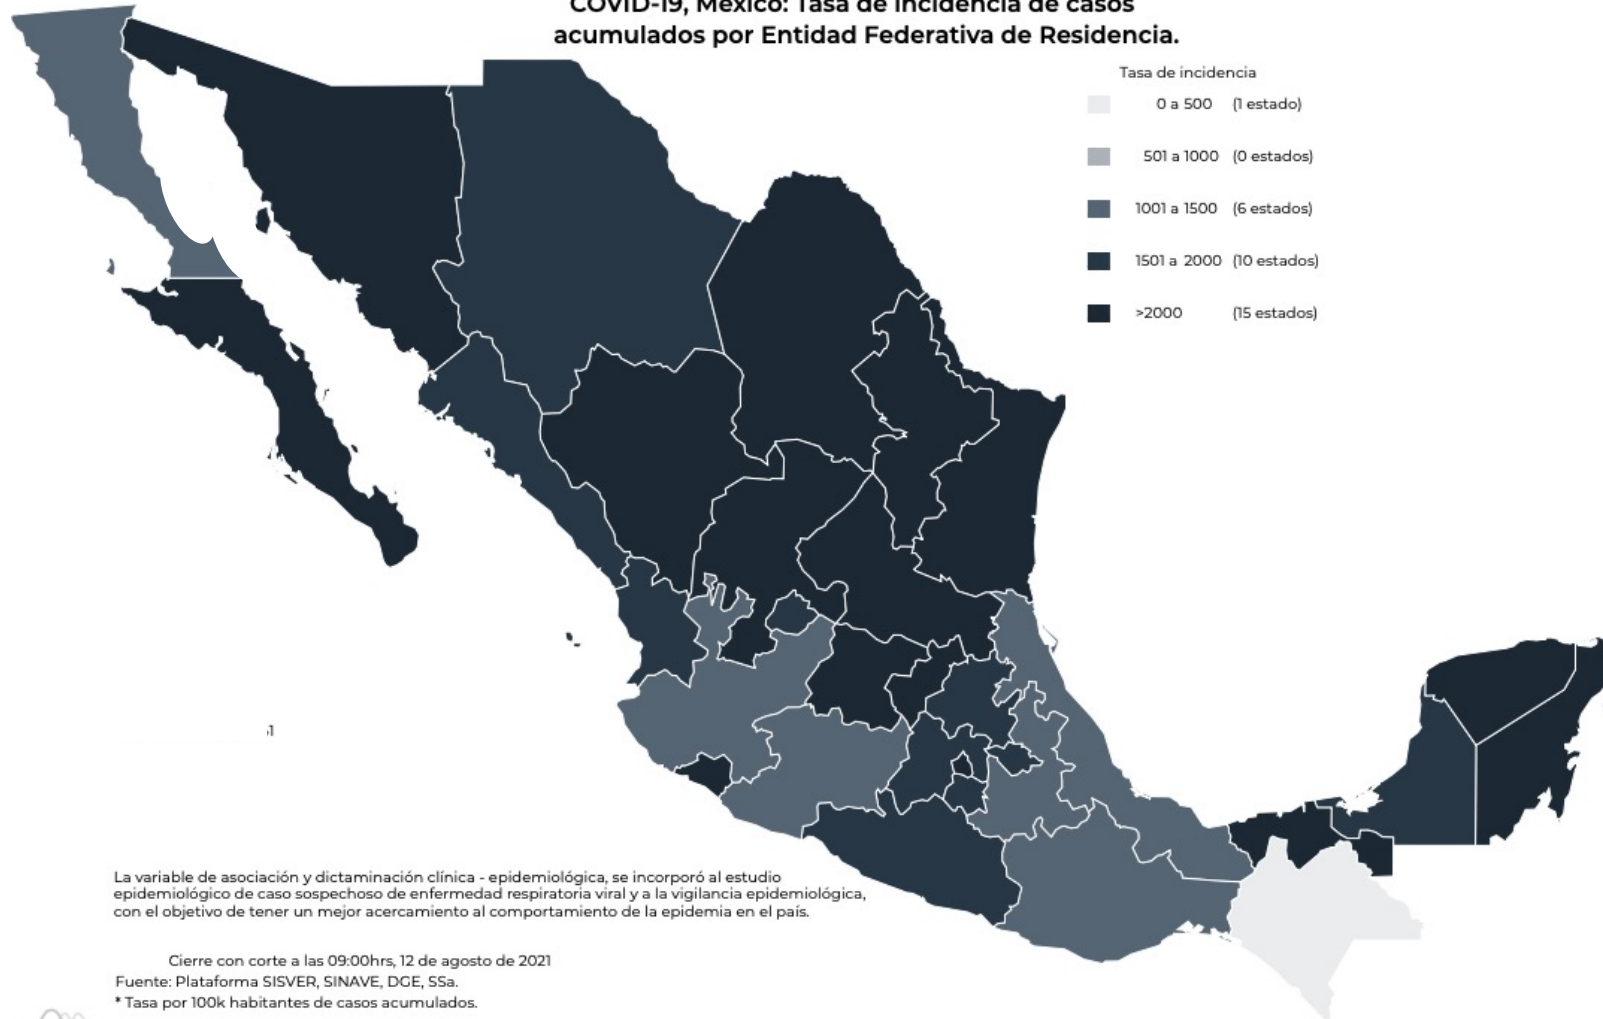 COVID-19, México: Tasa de incidencia de casos
acumulados por Entidad Federativa de Residencia.
Tasa de incidencia
0 a 500 (1 estado)
501 a 1000 (0 estados)
1001 a 1500 (6 estados)
1501 a 2000 (10 estados)
>2000 (15 estados)
La variable de asociación y dictaminación clínica - epidemiológica, se incorporó al estudio
epidemiológico de caso sospechoso de enfermedad respiratoria viral y a la vigilancia epidemiológica,
con el objetivo de tener un mejor acercamiento al comportamiento de la epidemia en el país.
Cierre con corte a las 09:00hrs, 12 de agosto de 2021
Fuente: Plataforma SISVER, SINAVE, DGE, SSa.
* Tasa por 100k habitantes de casos acumulados.